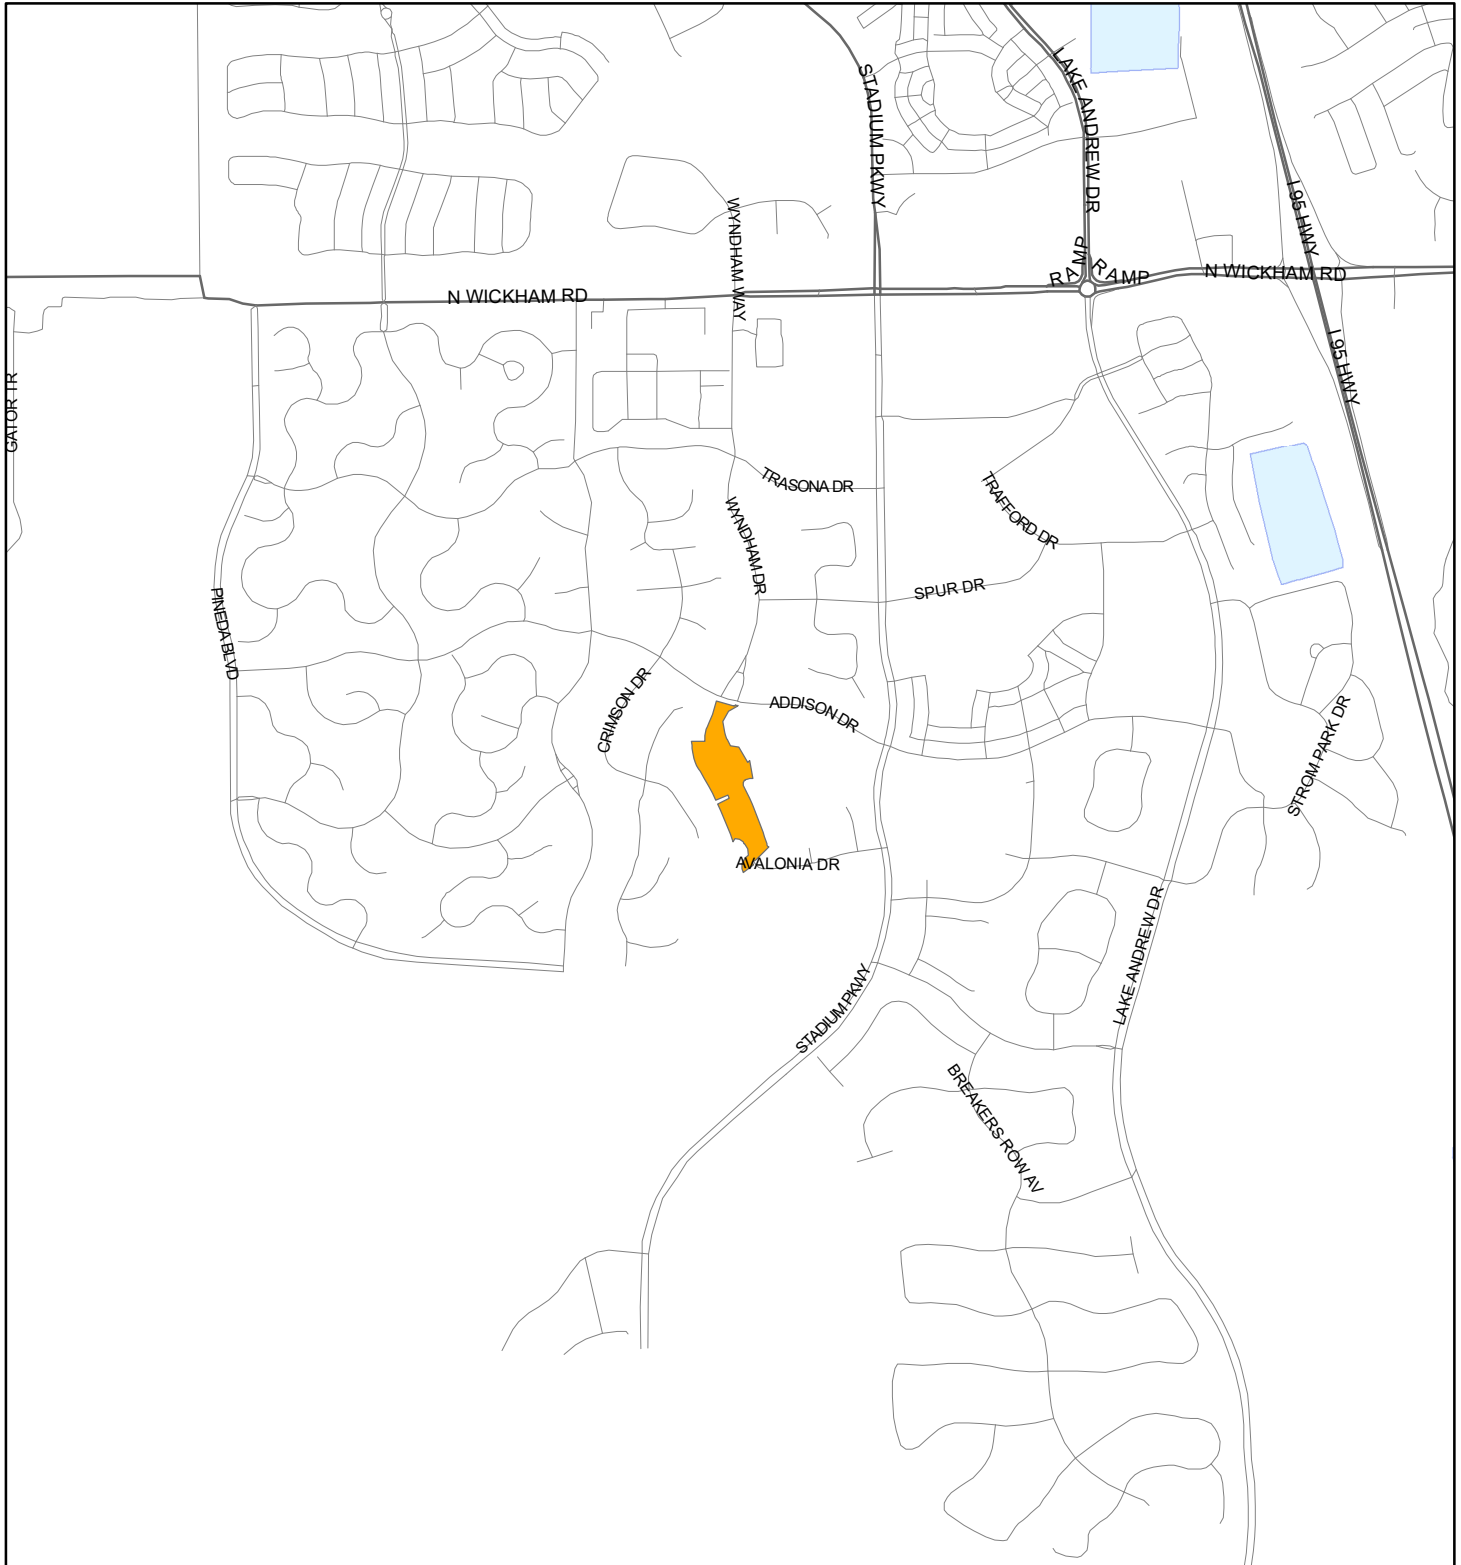 STADIUM PKWY
LAKE ANDREW DR
I 95 HWY
WYNDHAM WAY
RAMP
RAMP
N WICKHAM RD
N WICKHAM RD
I 95 HWY
GATOR TR
TRASONA DR
TRAFFORD DR
WYNDHAM DR
SPUR DR
PINEDA BLVD
CRIMSON DR
ADDISON DR
STROM PARK DR
AVALONIA DR
LAKE ANDREW DR
STADIUM PKWY
BREAKERS ROW AV